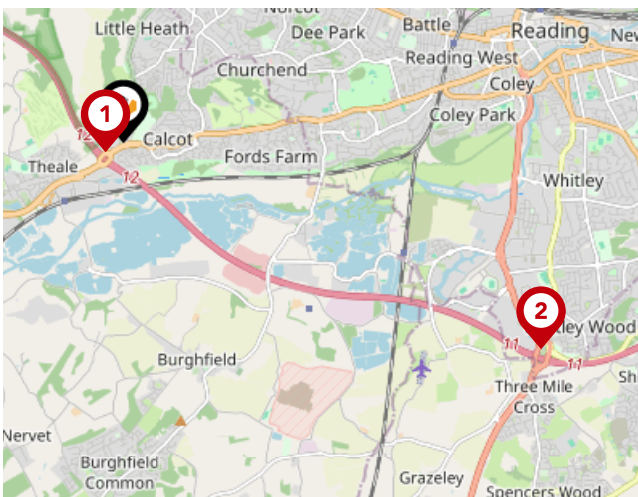 Norcot
Little Heath
Battle
Dee Park
Reading
Reading West
Churchend
Coley
1
12
Coley Park
Calcot
Fords Farm
Theale
12
Whitley
2
11
11
Burghfield
Three Mile
Cross
Nervet
Burghfield
Common
Grazeley
Spencers Wood